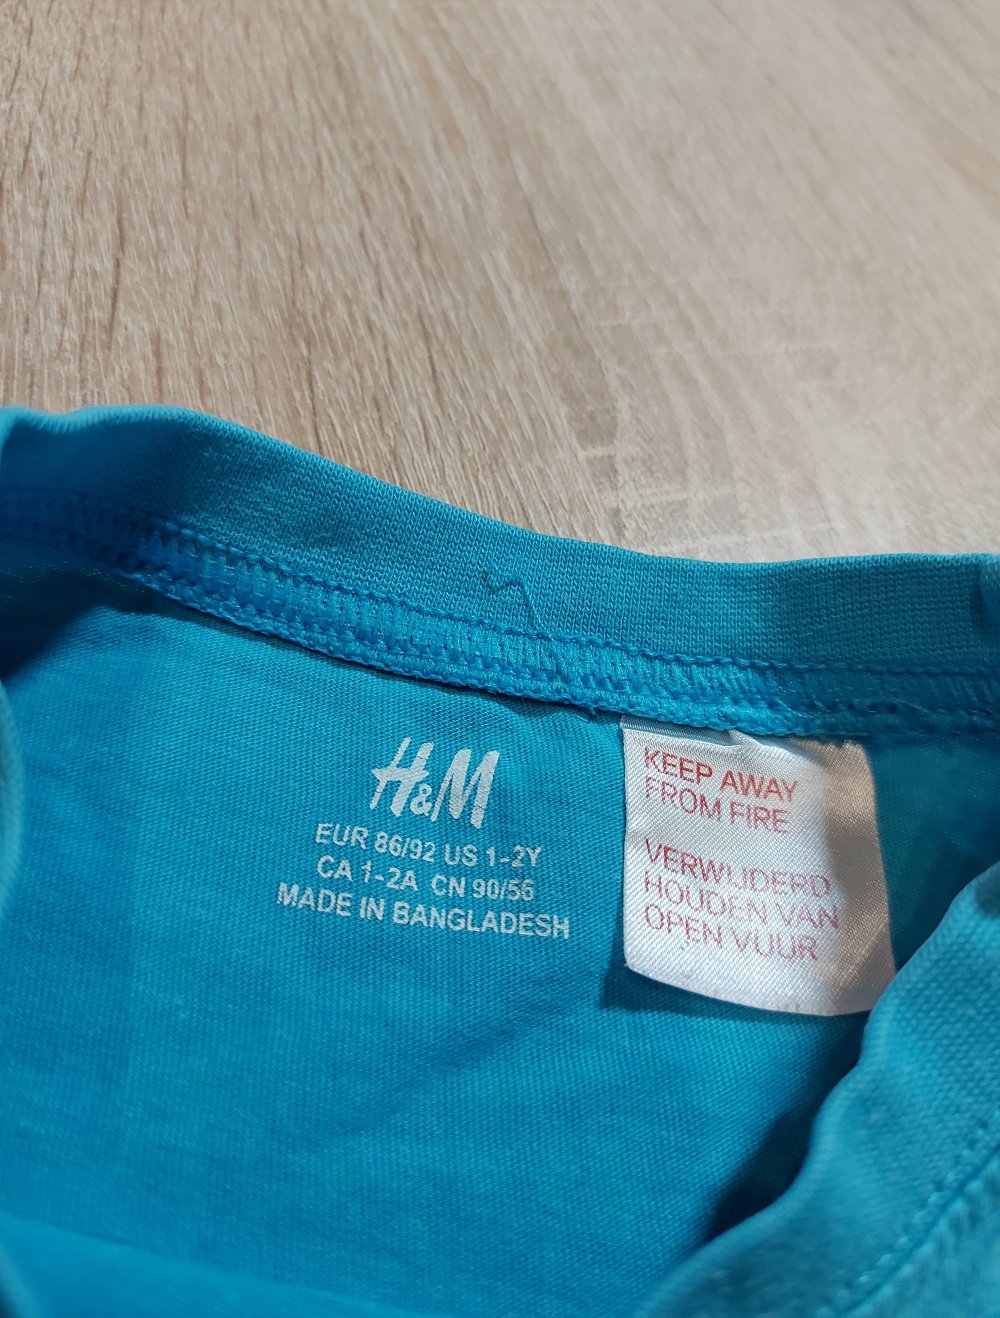 H&M
EUR 86/92 US 1-2Y
CA 1-2A CN 90/56
MADE IN BANGLADESH
KEEP AWAY
FROM FIRE
VERWIJDERD
HOUDEN VAN
OPEN VUUR